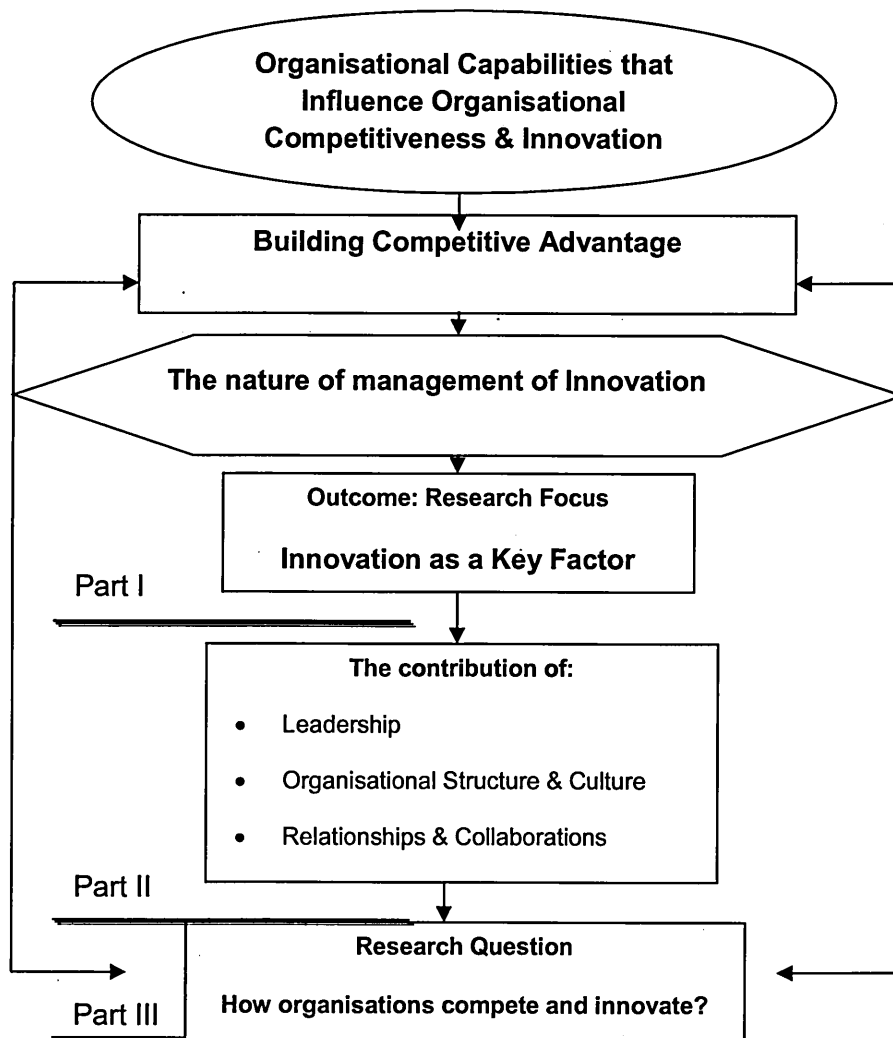 Organisational Capabilities that
Influence Organisational
Competitiveness & Innovation
Building Competitive Advantage
The nature of management of Innovation
Outcome: Research Focus
Innovation as a Key Factor
Part I
The contribution of:
• Leadership
• Organisational Structure & Culture
• Relationships & Collaborations
Part II
Research Question
How organisations compete and innovate?
Part III